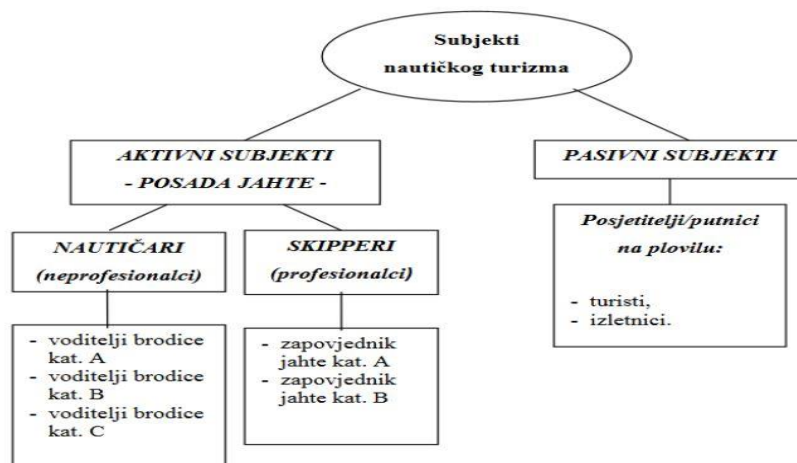 Subjekti
nautičkog turizma
AKTIVNI SUBJEKTI
- POSADA JAHTE -
PASIVNI SUBJEKTI
NAUTIČARI
(neprofesionalci)
SKIPPERI
(profesionalci)
Posjetitelji/putnici
na plovilu:
- turisti,
- izletnici.
- voditelji brodice
kat. A
- voditelji brodice
kat. B
- voditelji brodice
kat. C
- zapovjednik
jahte kat. A
- zapovjednik
jahte kat. B